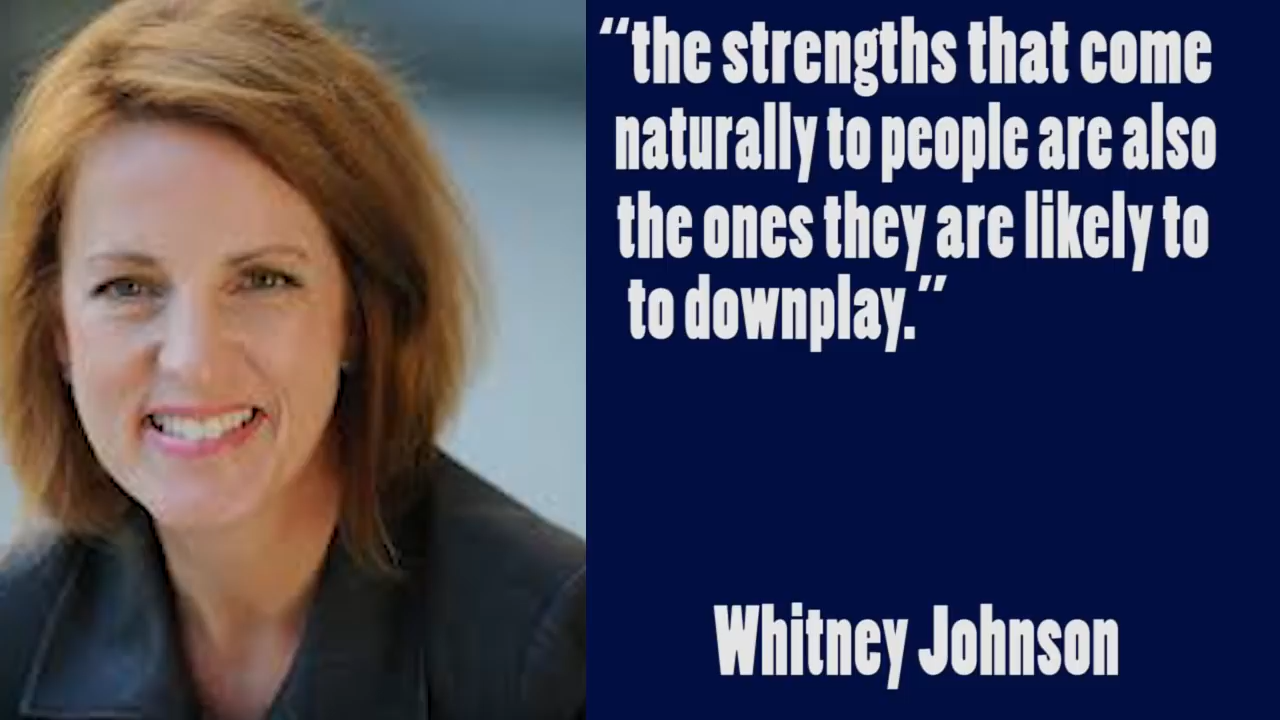 “the strengths that come
naturally to people are also
the ones they are likely to
to downplay.”
Whitney Johnson